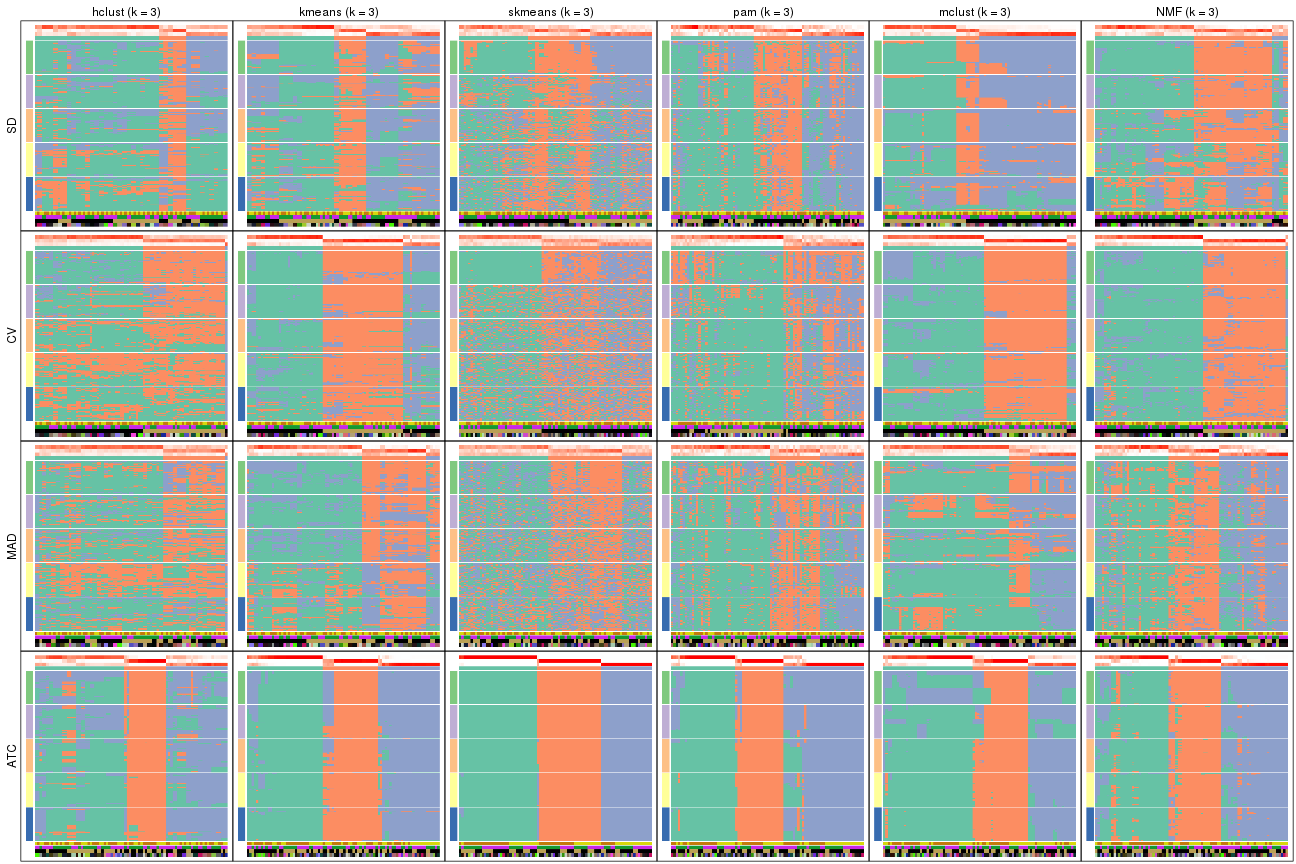 hclust (k = 3) kmeans (k = 3) skmeans (k = 3) pam (k = 3) mclust (k = 3) NMF (k = 3)
SD
CV
MAD
ATC